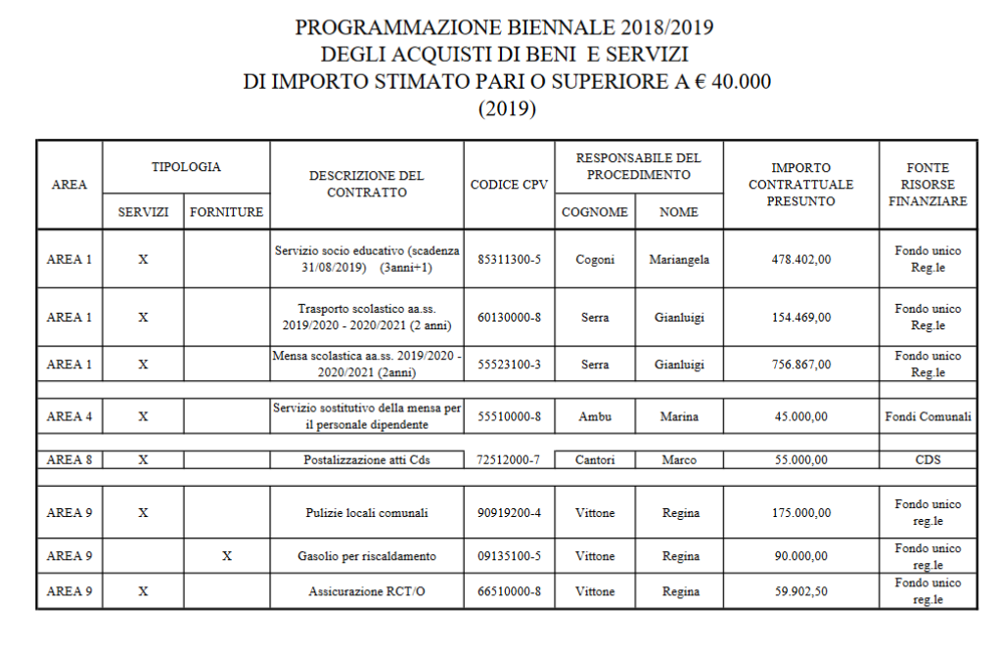 PROGRAMMAZIONE BIENNALE 2018/2019
DEGLI ACQUISTI DI BENI E SERVIZI
DI IMPORTO STIMATO PARI O SUPERIORE A € 40.000
(2019)
AREA TIPOLOGIA DESCRIZIONE DEL CONTRATTO CODICE CPV RESPONSABILE DEL PROCEDIMENTO IMPORTO CONTRATTUALE PRESUNTO FONTE RISORSE FINANZIARE
SERVIZI FORNITURE COGNOME NOME
AREA 1 X Servizio socio educativo (scadenza 31/08/2019) (3anni+1) 85311300-5 Cogoni Mariangela 478.402,00 Fondo unico Reg.le
AREA 1 X Trasporto scolastico aa.ss. 2019/2020 - 2020/2021 (2 anni) 60130000-8 Serra Gianluigi 154.469,00 Fondo unico Reg.le
AREA 1 X Mensa scolastica aa.ss. 2019/2020 - 2020/2021 (2anni) 55523100-3 Serra Gianluigi 756.867,00 Fondo unico Reg.le
AREA 4 X Servizio sostitutivo della mensa per il personale dipendente 55510000-8 Ambu Marina 45.000,00 Fondi Comunali
AREA 8 X Postalizzazione atti Cds 72512000-7 Cantori Marco 55.000,00 CDS
AREA 9 X Pulizie locali comunali 90919200-4 Vittone Regina 175.000,00 Fondo unico reg.le
AREA 9 X Gasolio per riscaldamento 09135100-5 Vittone Regina 90.000,00 Fondo unico reg.le
AREA 9 X Assicurazione RCT/O 66510000-8 Vittone Regina 59.902,50 Fondo unico reg.le